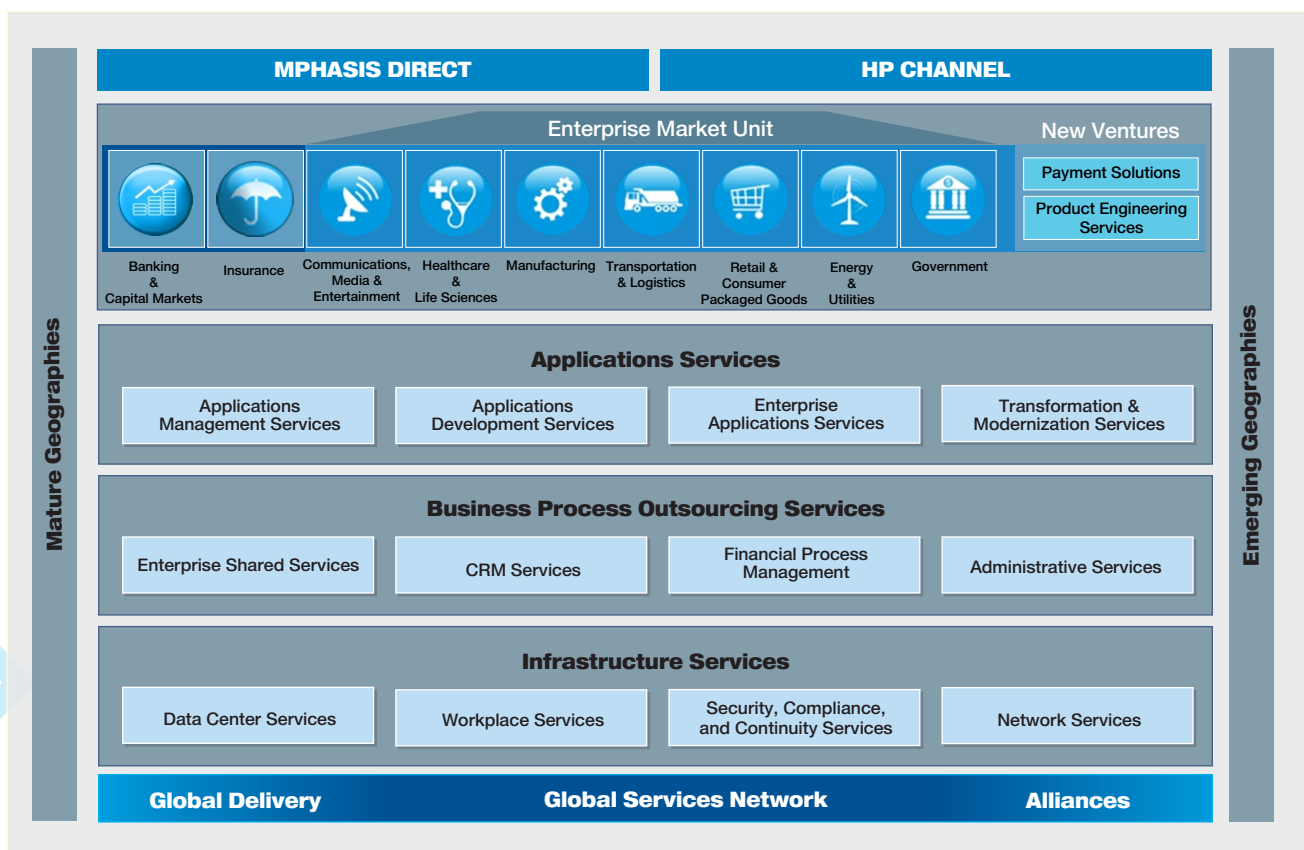 MPHASIS DIRECT
HP CHANNEL
Mature Geographies
Emerging Geographies
Enterprise Market Unit
New Ventures
Payment Solutions
Product Engineering
Services
Banking
&
Capital Markets
Insurance
Communications,
Media &
Entertainment
Healthcare
&
Life Sciences
Manufacturing
Transportation
& Logistics
Retail &
Consumer
Packaged Goods
Energy
&
Utilities
Government
Applications Services
Applications
Management Services
Applications
Development Services
Enterprise
Applications Services
Transformation &
Modernization Services
Business Process Outsourcing Services
Enterprise Shared Services
CRM Services
Financial Process
Management
Administrative Services
Infrastructure Services
Data Center Services
Workplace Services
Security, Compliance,
and Continuity Services
Network Services
Global Delivery
Global Services Network
Alliances